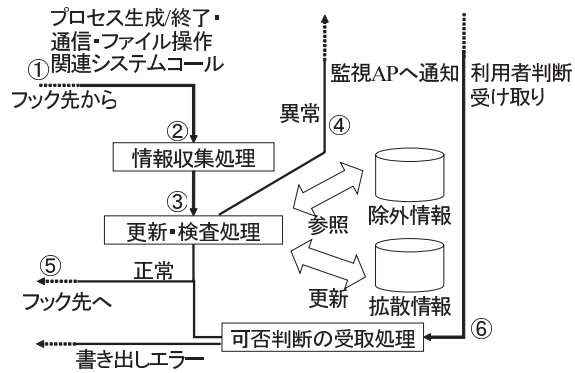 プロセス生成/終了・
通信・ファイル操作
関連システムコール
①
フック先から
②
情報収集処理
③
更新・検査処理
異常
④
監視APへ通知
利用者判断
受け取り
参照
除外情報
更新
拡散情報
⑤
正常
フック先へ
⑥
可否判断の受取処理
書き出しエラー